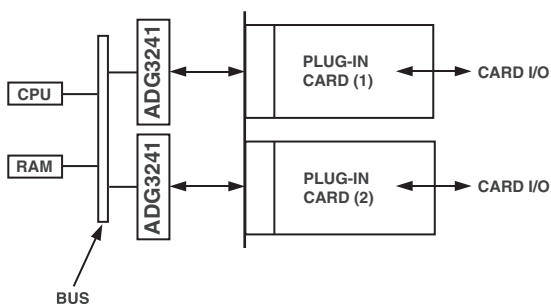 ADG3241
PLUG-IN
CARD (1)
CARD I/O
CPU
RAM
ADG3241
PLUG-IN
CARD (2)
CARD I/O
BUS